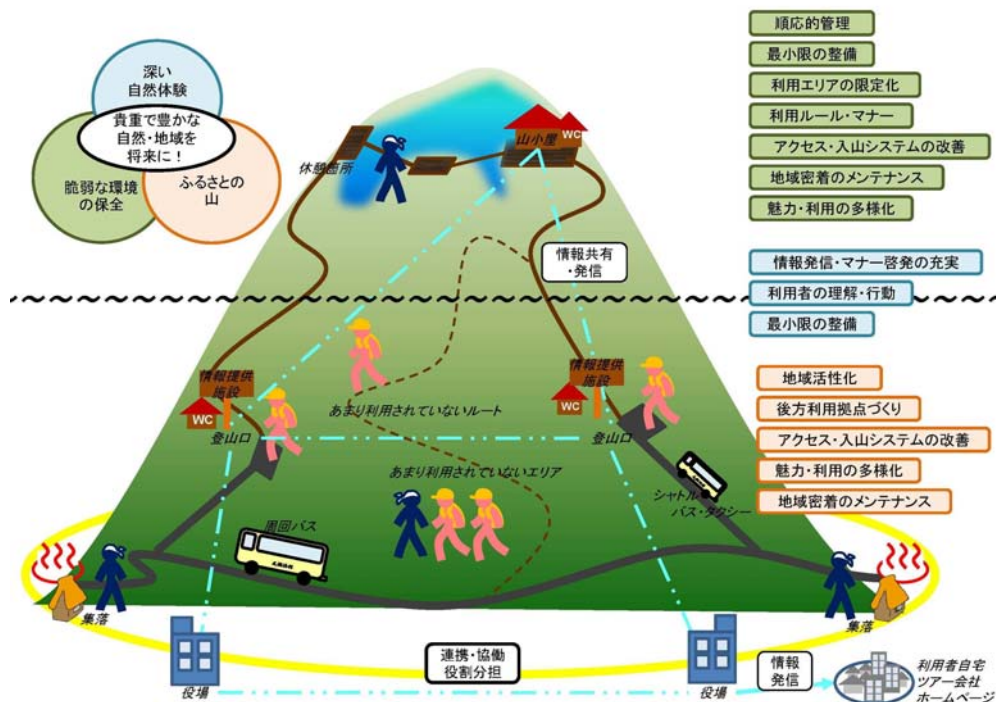 深い
自然体験
貴重で豊かな
自然・地域を
将来に！
脆弱な環境
の保全
ふるさとの
山
順応的管理
最小限の整備
利用エリアの限定化
利用ルール・マナー
アクセス・入山システムの改善
地域密着のメンテナンス
魅力・利用の多様化
情報発信・マナー啓発の充実
利用者の理解・行動
最小限の整備
地域活性化
後方利用拠点づくり
アクセス・入山システムの改善
魅力・利用の多様化
地域密着のメンテナンス
山小屋
WC
休憩箇所
情報共有
・発信
情報提供
施設
WC
登山口
情報提供
施設
WC
登山口
あまり利用されていないルート
あまり利用されていないエリア
シャトル
バス・タクシー
周回バス
集落
集落
連携・協働
役割分担
役場
役場
情報
発信
利用者自宅
ツアー会社
ホームページ